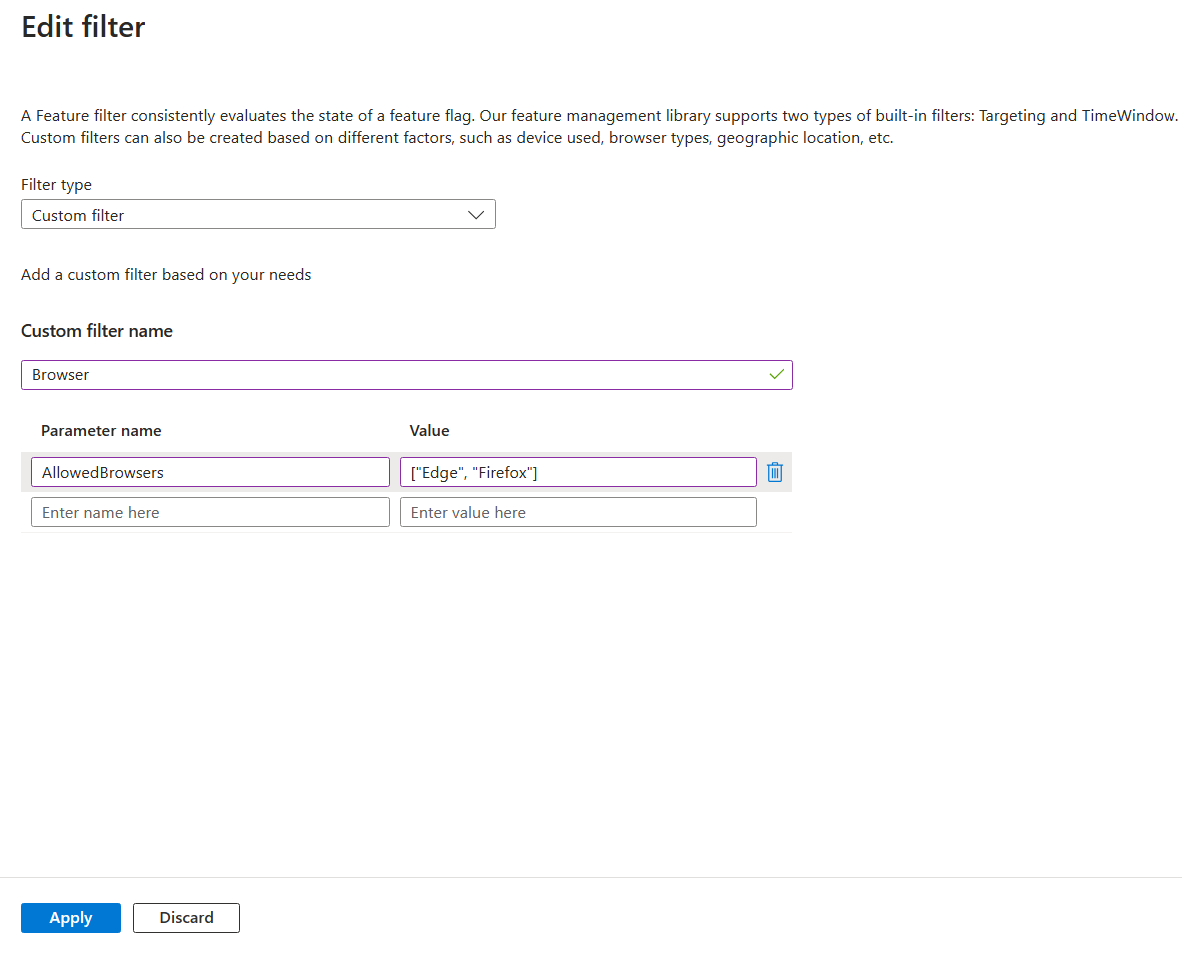 Edit filter
A Feature filter consistently evaluates the state of a feature flag. Our feature management library supports two types of built-in filters: Targeting and TimeWindow.
Custom filters can also be created based on different factors, such as device used, browser types, geographic location, etc.
Filter type
Custom filter
Add a custom filter based on your needs
Custom filter name
Browser
Parameter name Value
AllowedBrowsers ["Edge", "Firefox"]
Enter name here Enter value here
Apply Discard